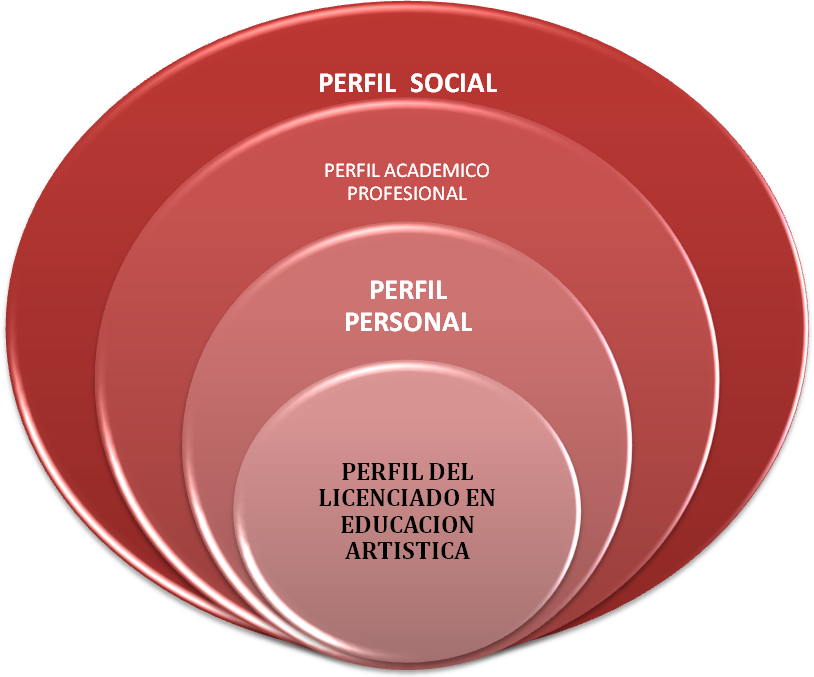 PERFIL SOCIAL
PERFIL ACADEMICO
PROFESIONAL
PERFIL
PERSONAL
PERFIL DEL
LICENCIADO EN
EDUCACION
ARTISTICA